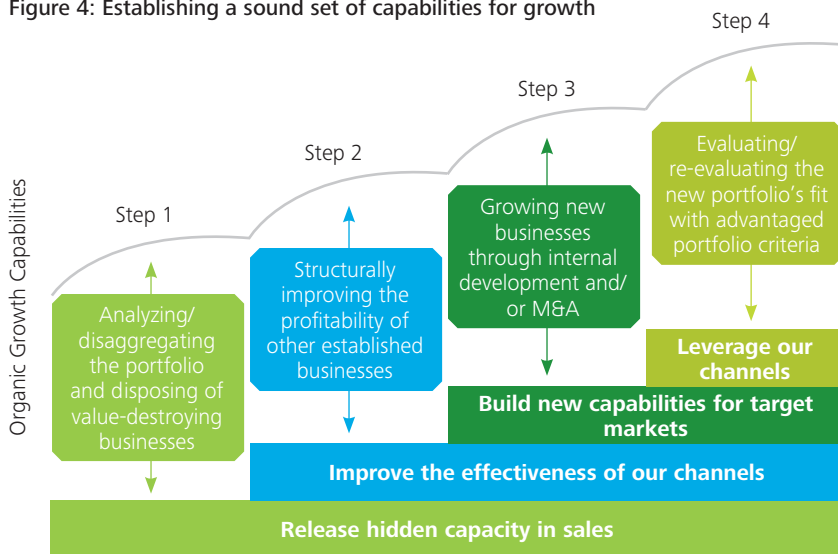 Figure 4: Establishing a sound set of capabilities for growth
Organic Growth Capabilities
Step 1
Analyzing/
disaggregating
the portfolio
and disposing of
value-destroying
businesses
Step 2
Structurally
improving the
profitability of
other established
businesses
Step 3
Growing new
businesses
through internal
development and/
or M&A
Step 4
Evaluating/
re-evaluating the
new portfolio's fit
with advantaged
portfolio criteria
Leverage our
channels
Build new capabilities for target
markets
Improve the effectiveness of our channels
Release hidden capacity in sales